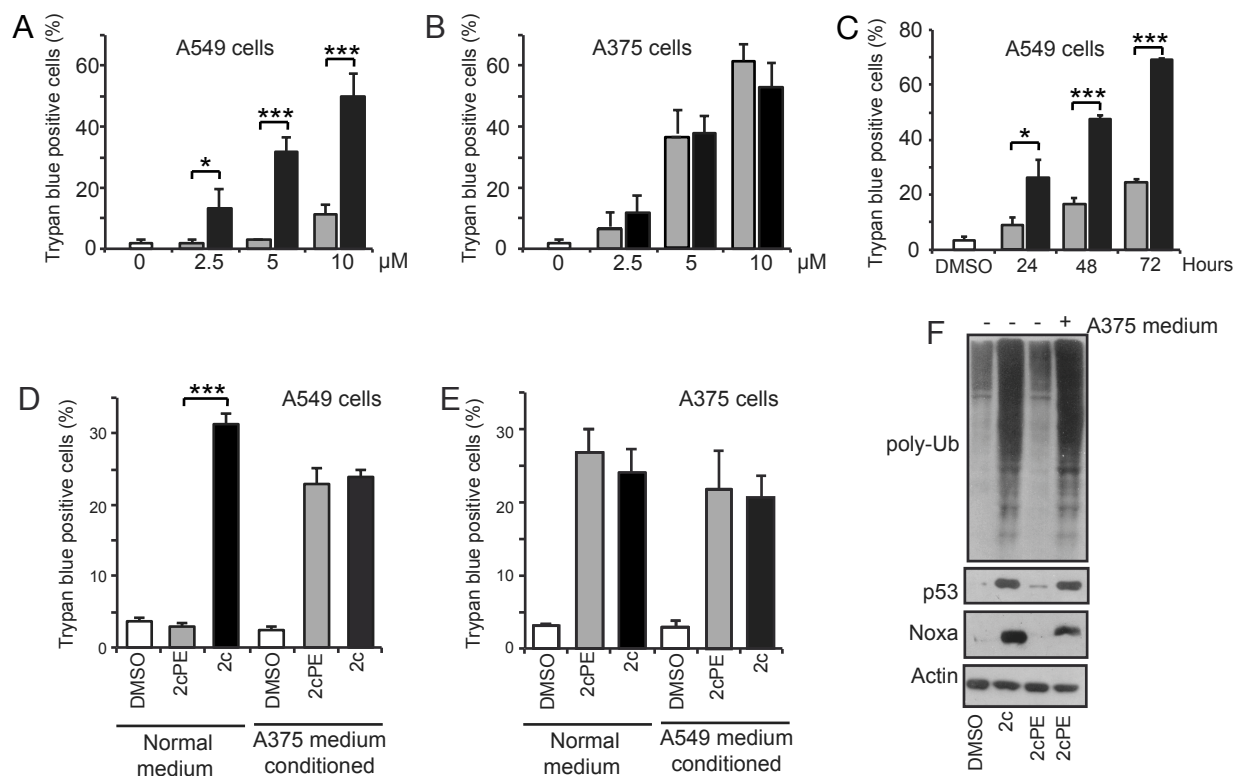 A
A549 cells
Trypan blue positive cells (%)
60
40
20
0
*
***
***
0 2.5 5 10 µM
B
A375 cells
Trypan blue positive cells (%)
60
40
20
0
0 2.5 5 10 µM
C
A549 cells
Trypan blue positive cells (%)
80
60
40
20
0
*
***
***
DMSO 24 48 72 Hours
D
A549 cells
Trypan blue positive cells (%)
30
20
10
0
***
DMSO 2cPE 2c DMSO 2cPE 2c
Normal
medium
A375 medium
conditioned
E
A375 cells
Trypan blue positive cells (%)
30
20
10
0
DMSO 2cPE 2c DMSO 2cPE 2c
Normal
medium
A549 medium
conditioned
F
- - - + A375 medium
poly-Ub
p53
Noxa
Actin
DMSO 2c 2cPE 2cPE